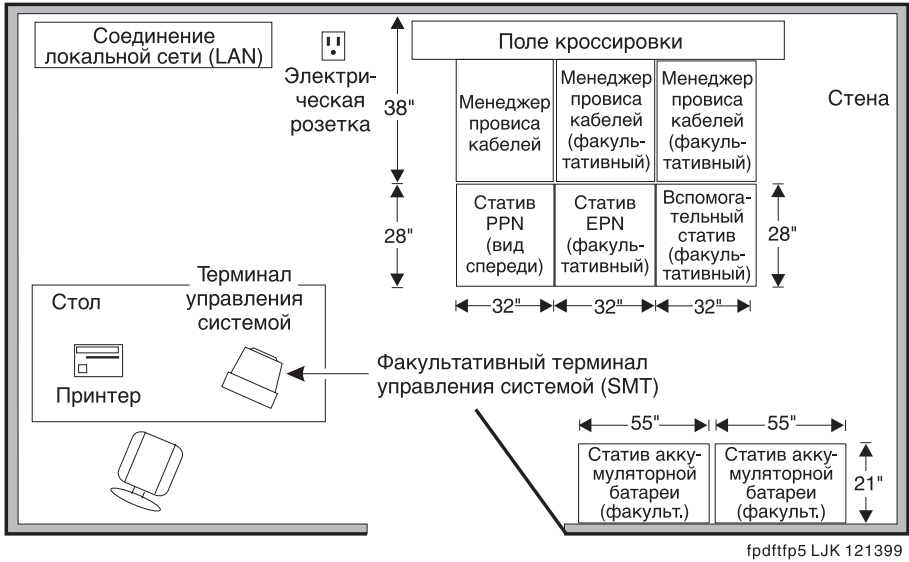 Соединение
локальной сети (LAN)
Электри-
ческая
розетка
38"
Поле кроссировки
Менеджер
провиса
кабелей
Менеджер
провиса
кабелей
(факуль-
тативный)
Менеджер
провиса
кабелей
(факуль-
тативный)
Стена
28"
Статив
PPN
(вид
спереди)
Статив
EPN
(факуль-
тативный)
Вспомога-
тельный
статив
(факуль-
тативный)
28"
32"
32"
32"
Стол
Терминал
управления
системой
Принтер
Факультативный терминал
управления системой (SMT)
55"
55"
Статив акку-
муляторной
батареи
(факульт.)
Статив акку-
муляторной
батареи
(факульт.)
21"
fpdftfp5 LJK 121399